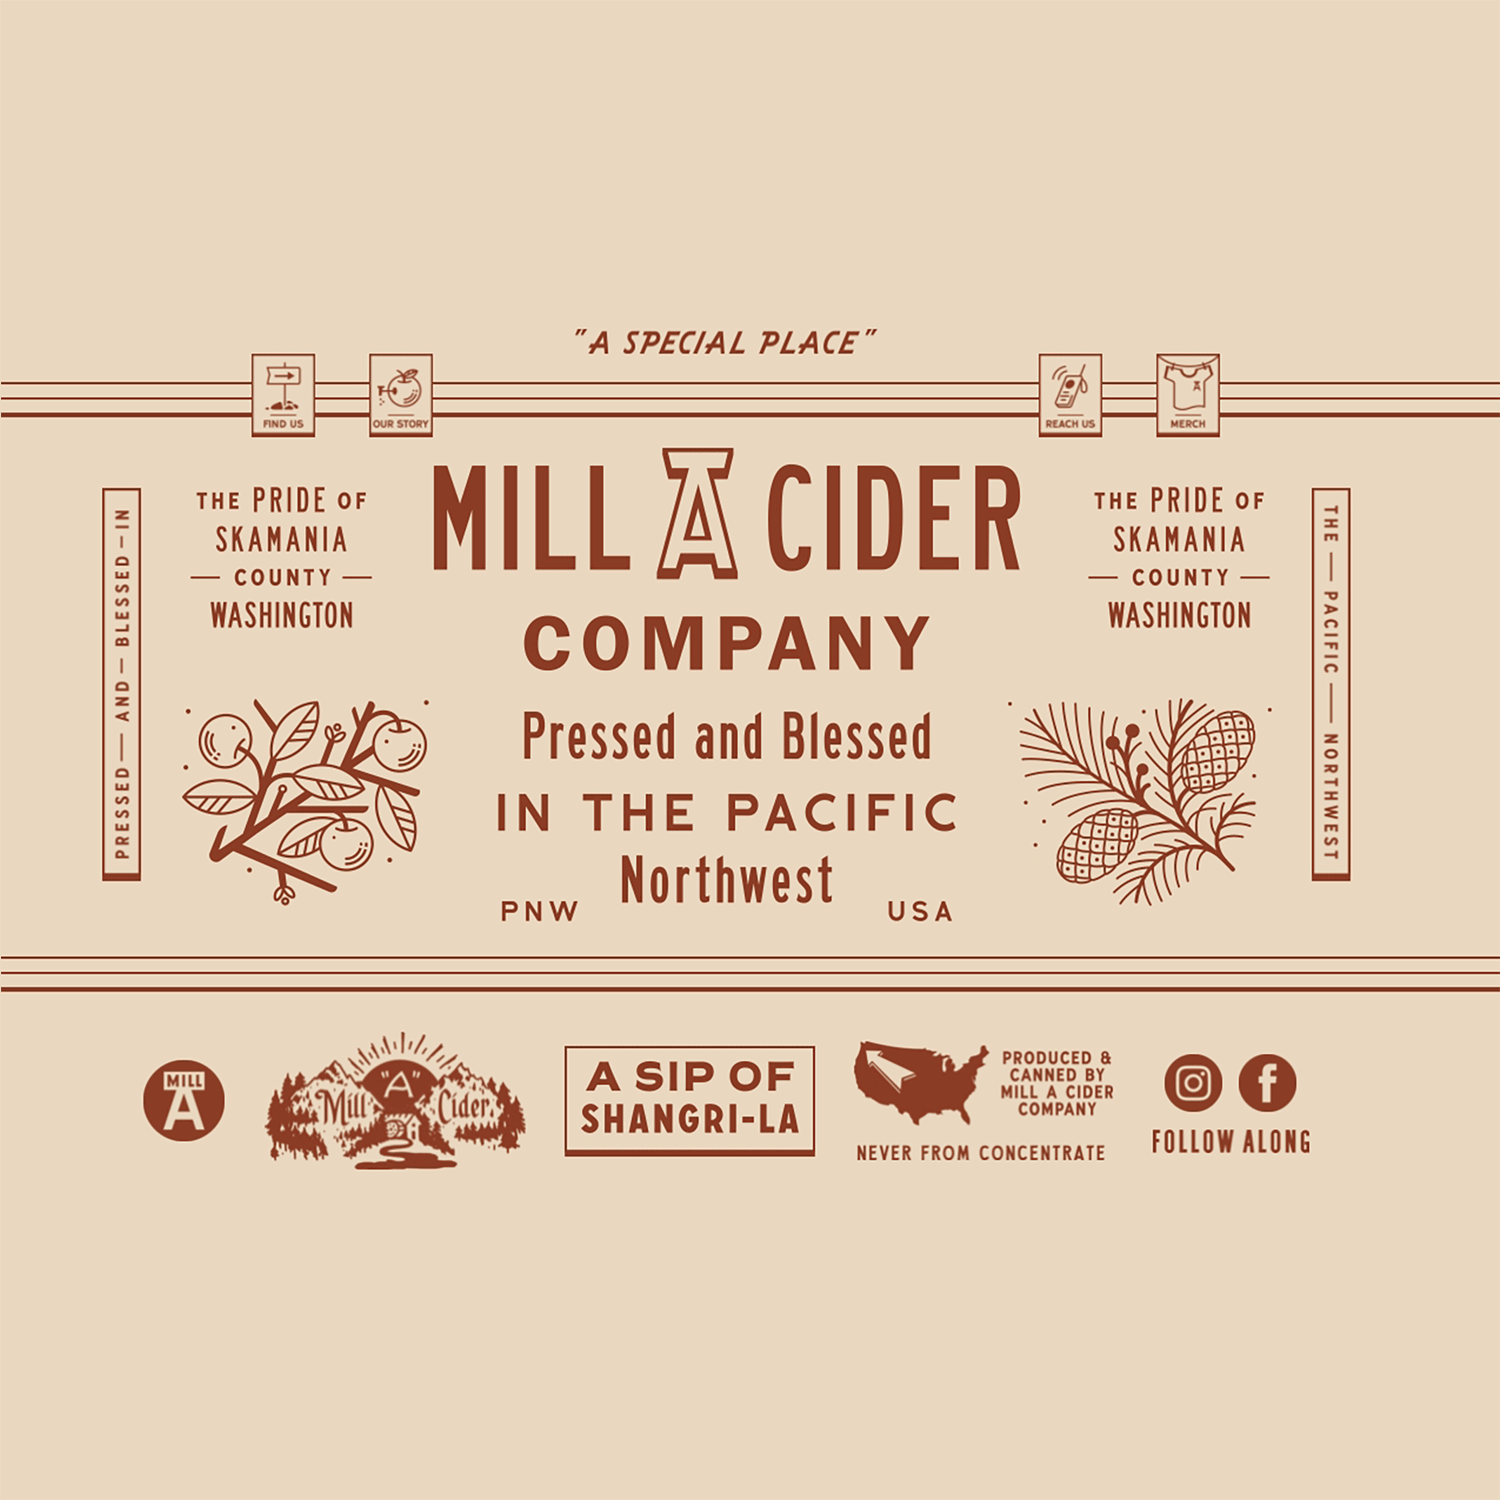 "A SPECIAL PLACE"
FIND US
OUR STORY
REACH US
MERCH
PRESSED — AND — BLESSED — IN
THE PRIDE OF
SKAMANIA
— COUNTY —
WASHINGTON
MILL A CIDER
COMPANY
Pressed and Blessed
IN THE PACIFIC
Northwest
PNW
USA
THE PRIDE OF
SKAMANIA
— COUNTY —
WASHINGTON
THE — PACIFIC — NORTHWEST
MILL
A
"A"
Mill Cider
A SIP OF
SHANGRI-LA
PRODUCED &
CANNED BY
MILL A CIDER
COMPANY
NEVER FROM CONCENTRATE
FOLLOW ALONG